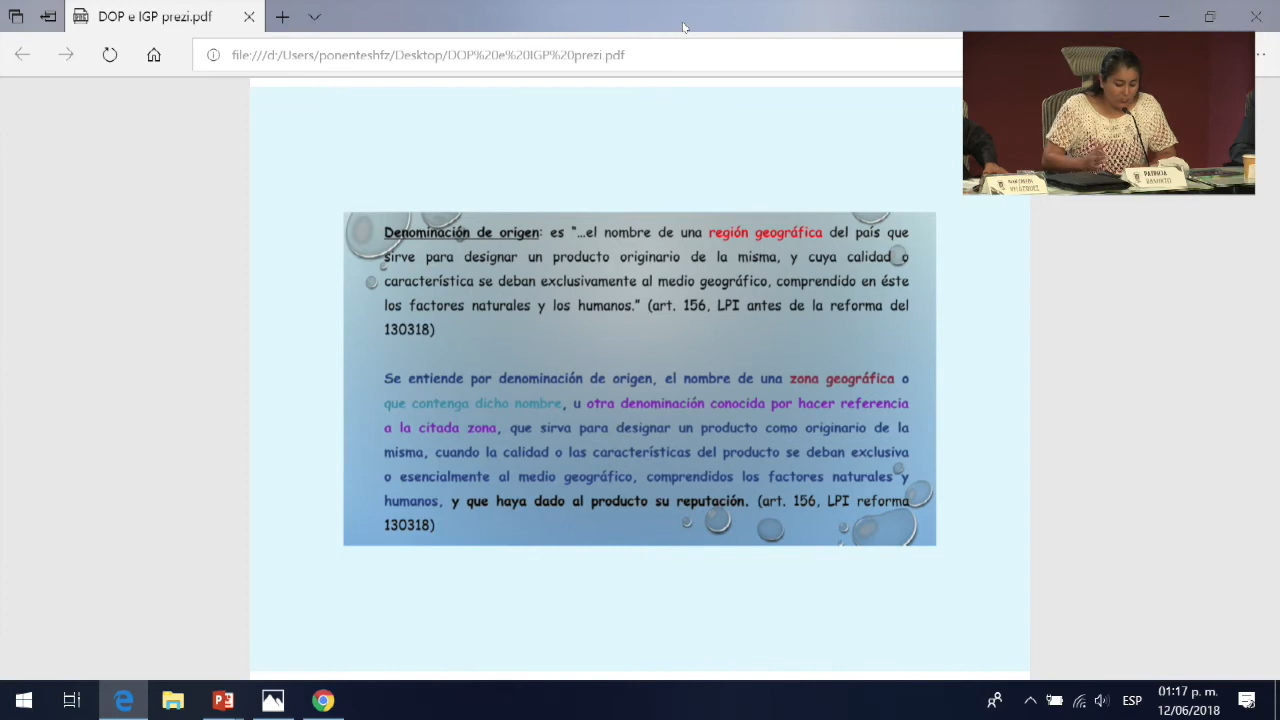 DOP e IGP prezi.pdf
file:///d:/Users/ponenteshfz/Desktop/DOP%20e%20IGP%20prezi.pdf
PATRICIA
Denominación de origen: es “...el nombre de una región geográfica del país que
sirve para designar un producto originario de la misma, y cuya calidad o
característica se deban exclusivamente al medio geográfico, comprendido en éste
los factores naturales y los humanos.” (art. 156, LPI antes de la reforma del
130318)
Se entiende por denominación de origen, el nombre de una zona geográfica o
que contenga dicho nombre, u otra denominación conocida por hacer referencia
a la citada zona, que sirva para designar un producto como originario de la
misma, cuando la calidad o las características del producto se deban exclusiva
o esencialmente al medio geográfico, comprendidos los factores naturales y
humanos, y que haya dado al producto su reputación. (art. 156, LPI reforma
130318)
ESP
01:17 p. m.
12/06/2018